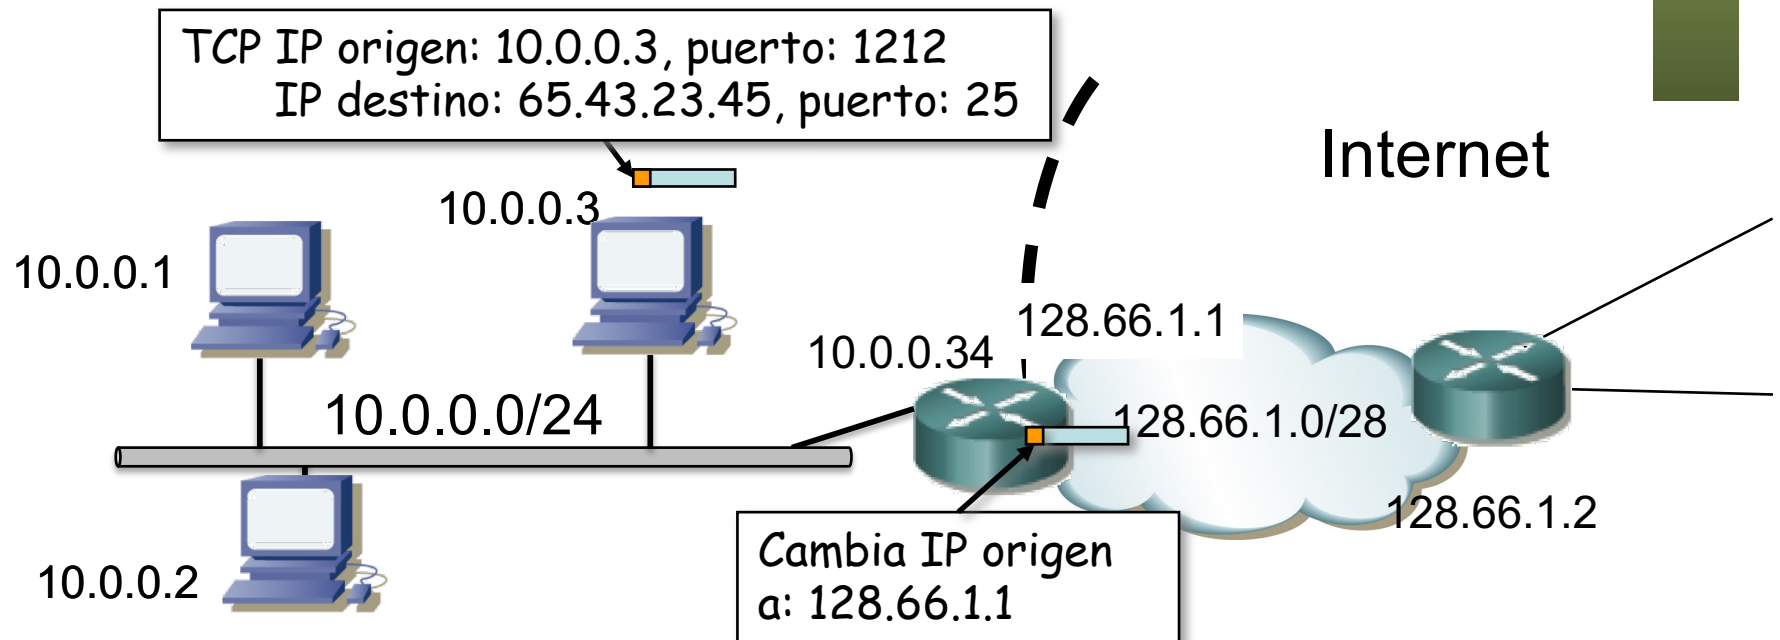 TCP IP origen: 10.0.0.3, puerto: 1212
IP destino: 65.43.23.45, puerto: 25
Internet
10.0.0.3
10.0.0.1
128.66.1.1
10.0.0.34
10.0.0.0/24
128.66.1.0/28
128.66.1.2
Cambia IP origen
a: 128.66.1.1
10.0.0.2